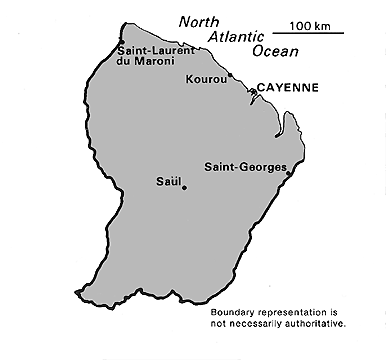 North
Atlantic
Ocean
100 km
Saint-Laurent
du Maroni
Kourou
CAYENNE
Saint-Georges
Saül
Boundary representation is
not necessarily authoritative.